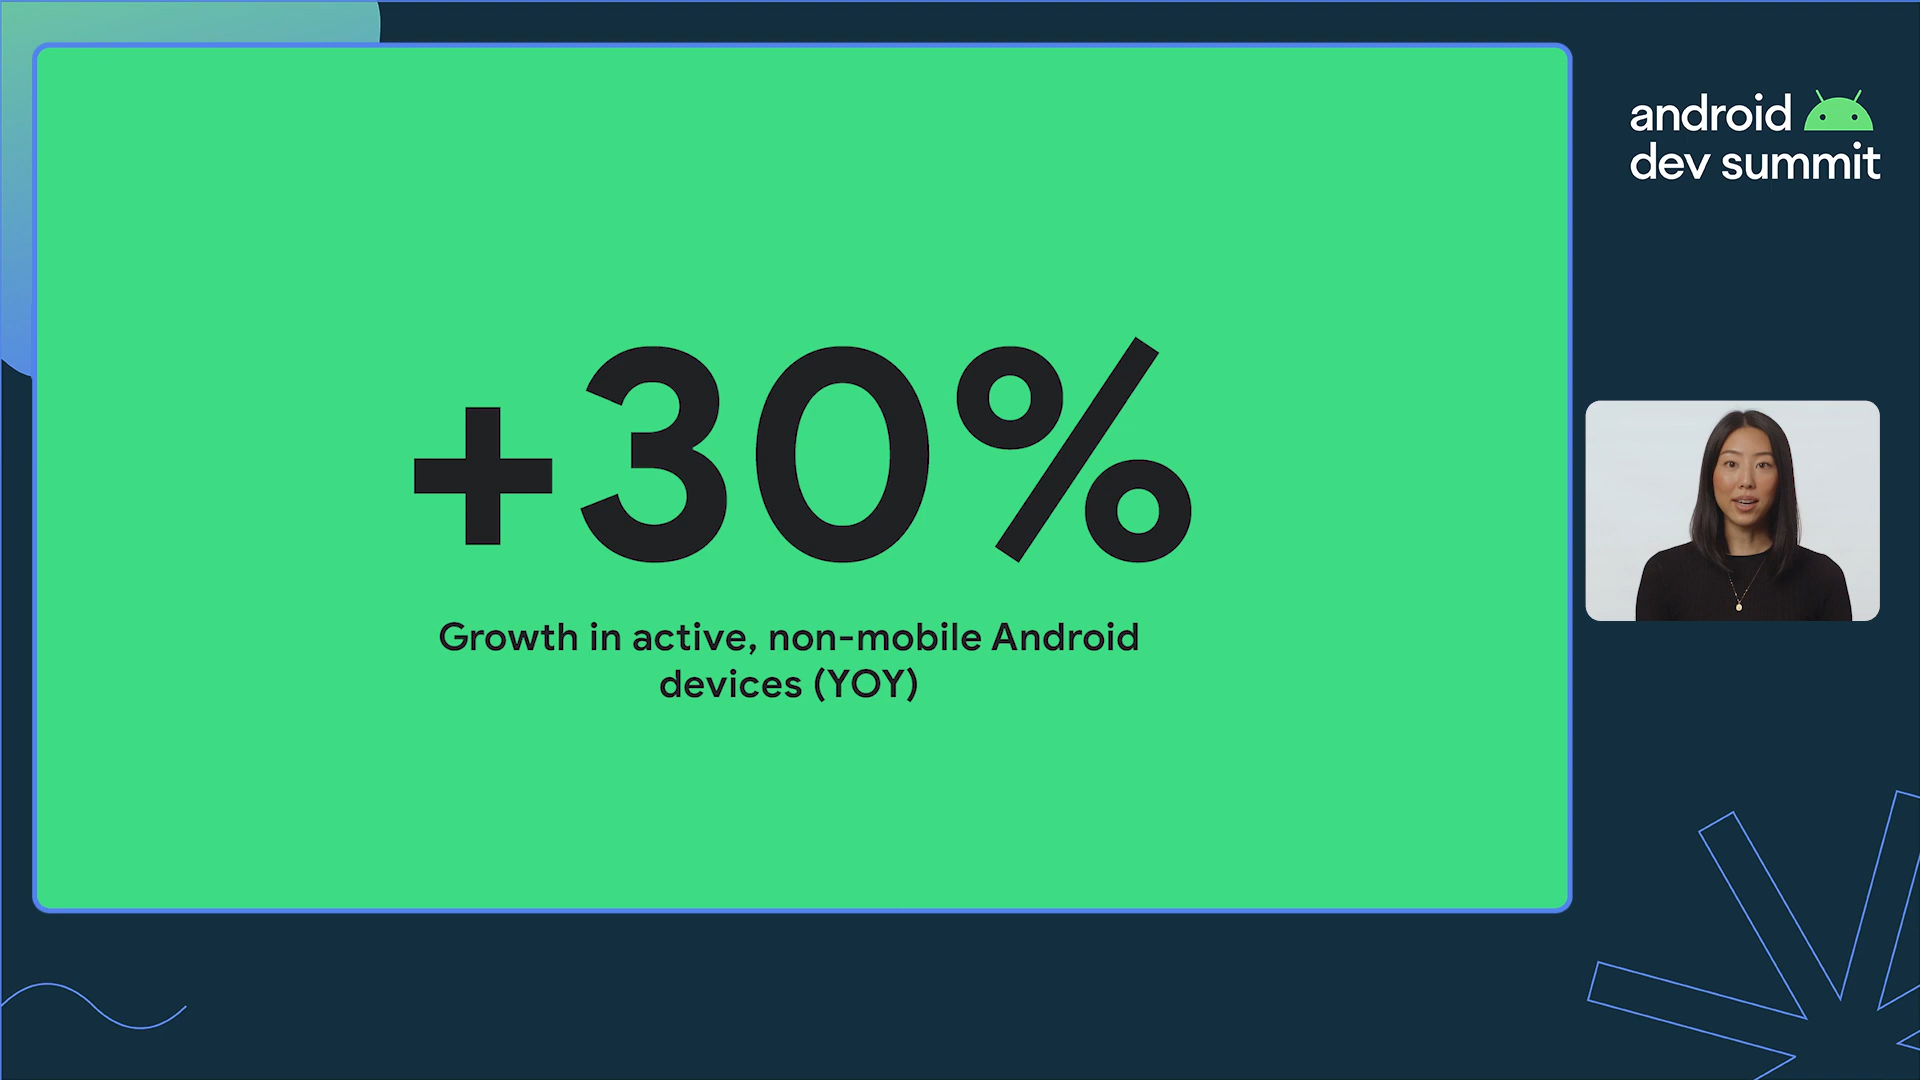 +30%
Growth in active, non-mobile Android
devices (YOY)
android
dev summit